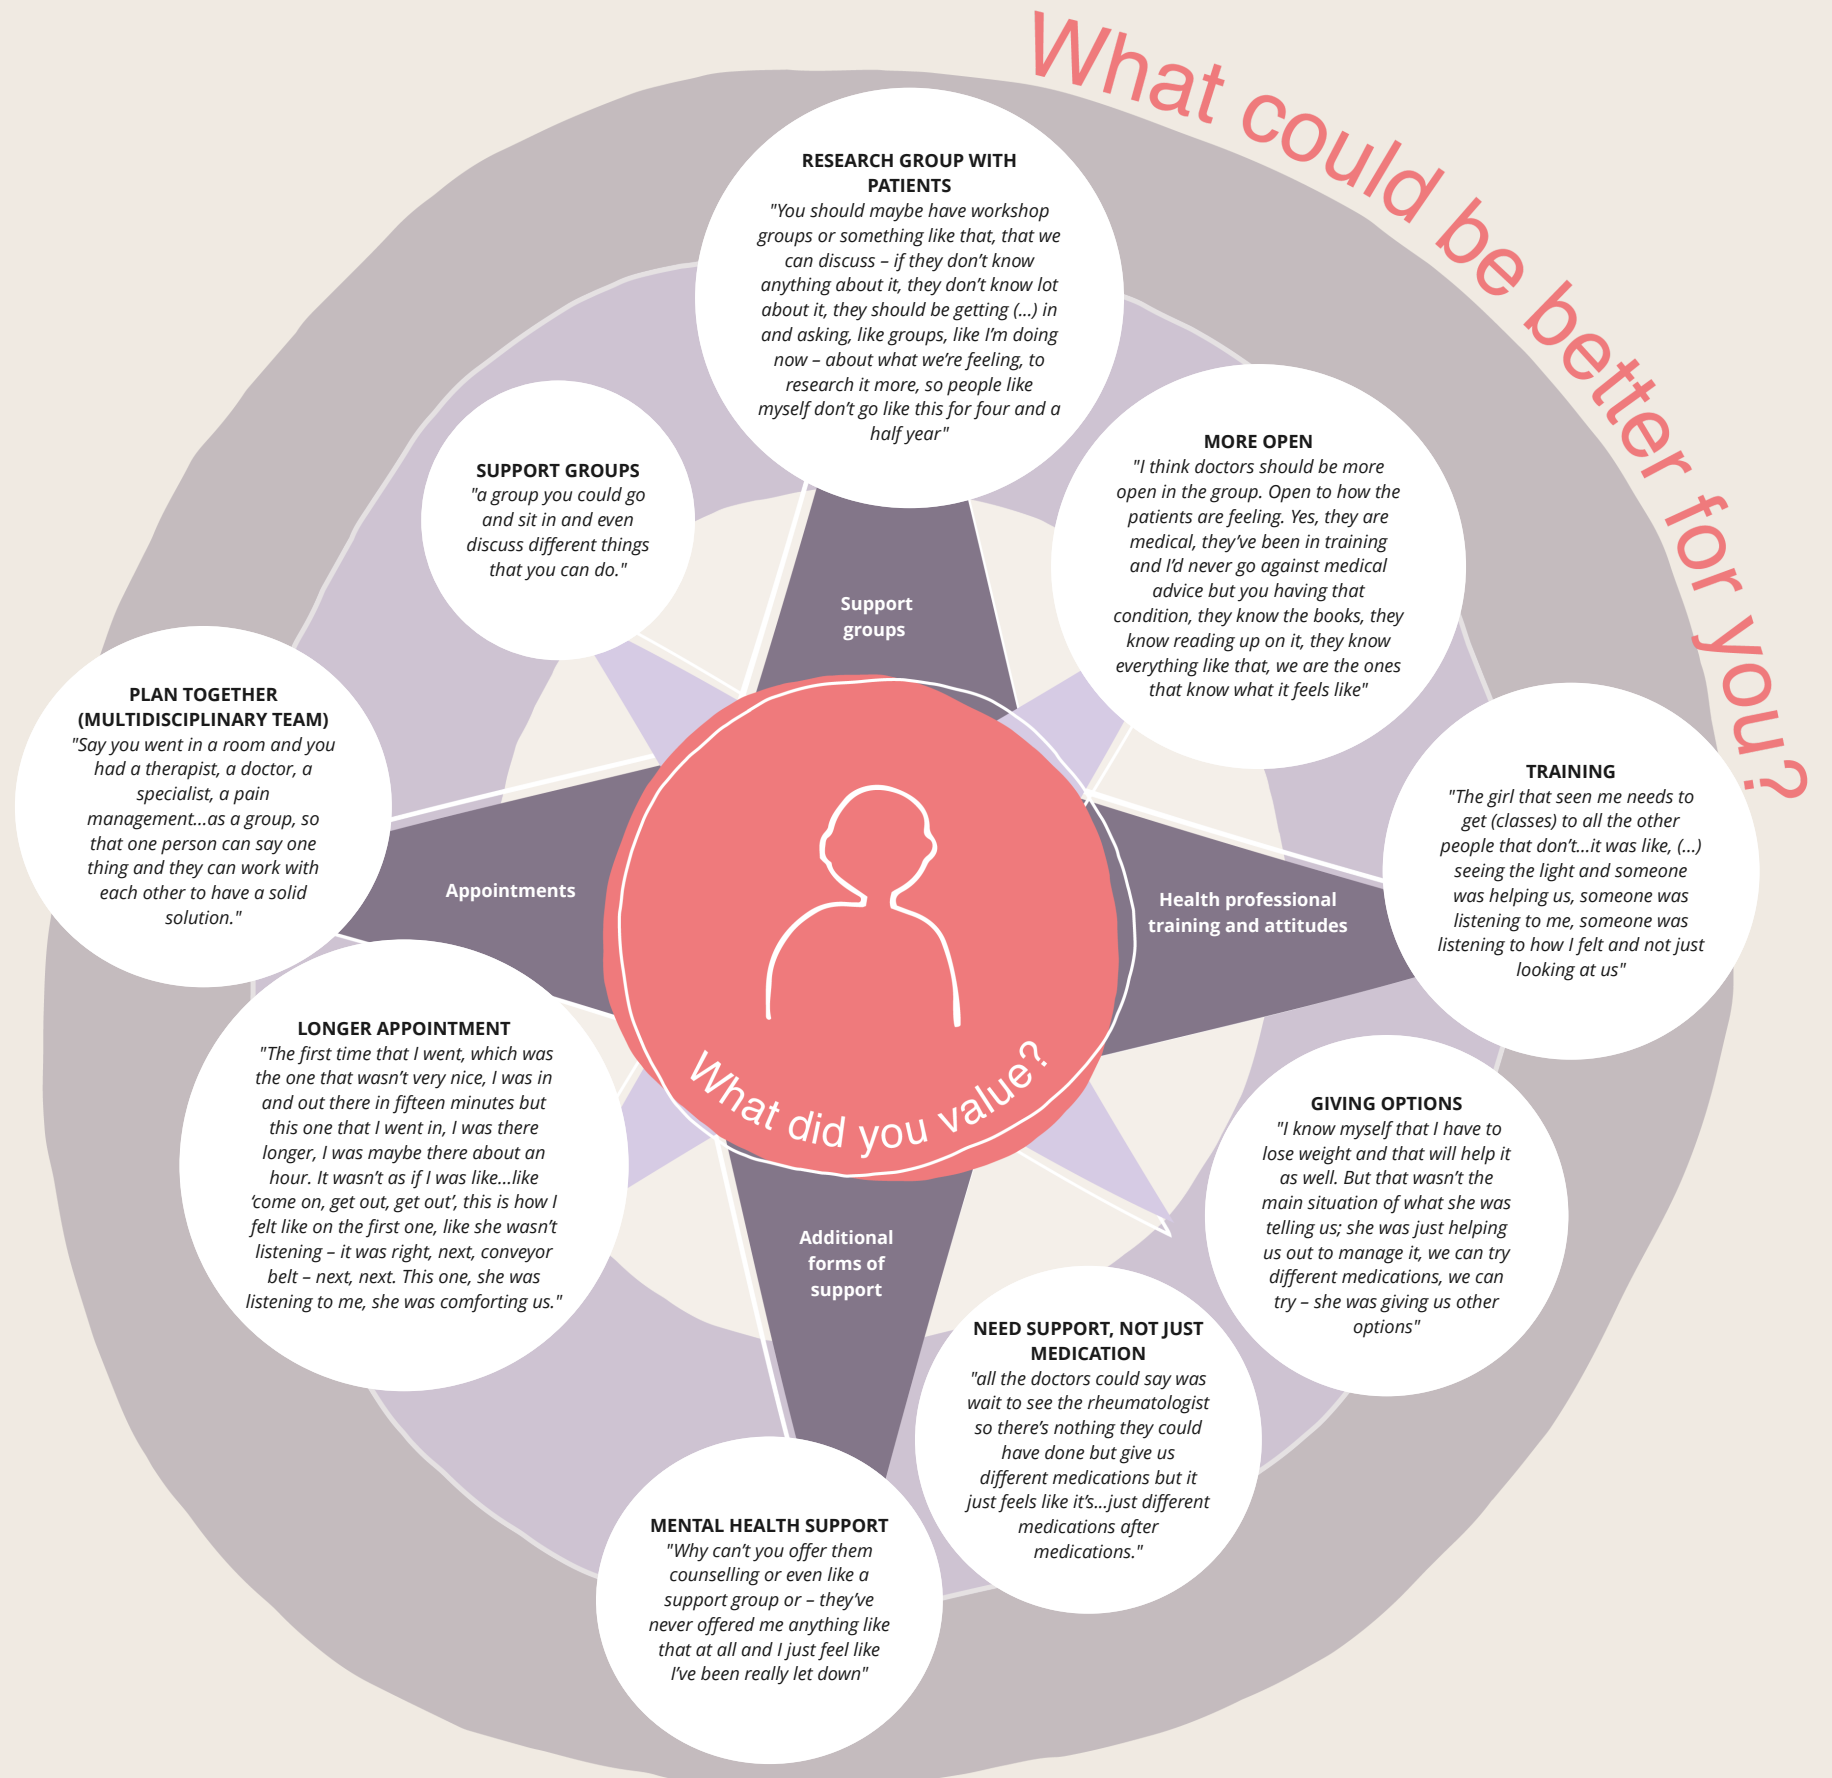 What could be better for you?
RESEARCH GROUP WITH
PATIENTS
"You should maybe have workshop
groups or something like that, that we
can discuss – if they don't know
anything about it, they don't know lot
about it, they should be getting (...) in
and asking, like groups, like I'm doing
now – about what we're feeling, to
research it more, so people like
myself don't go like this for four and a
half year"
SUPPORT GROUPS
"a group you could go
and sit in and even
discuss different things
that you can do."
MORE OPEN
"I think doctors should be more
open in the group. Open to how the
patients are feeling. Yes, they are
medical, they've been in training
and I'd never go against medical
advice but you having that
condition, they know the books, they
know reading up on it, they know
everything like that, we are the ones
that know what it feels like"
Support
groups
PLAN TOGETHER
(MULTIDISCIPLINARY TEAM)
"Say you went in a room and you
had a therapist, a doctor, a
specialist, a pain
management...as a group, so
that one person can say one
thing and they can work with
each other to have a solid
solution."
TRAINING
"The girl that seen me needs to
get (classes) to all the other
people that don't...it was like, (...)
seeing the light and someone
was helping us, someone was
listening to me, someone was
listening to how I felt and not just
looking at us"
Appointments
Health professional
training and attitudes
What did you value?
LONGER APPOINTMENT
"The first time that I went, which was
the one that wasn't very nice, I was in
and out there in fifteen minutes but
this one that I went in, I was there
longer, I was maybe there about an
hour. It wasn't as if I was like...like
'come on, get out, get out', this is how I
felt like on the first one, like she wasn't
listening – it was right, next, conveyor
belt – next, next. This one, she was
listening to me, she was comforting us."
GIVING OPTIONS
"I know myself that I have to
lose weight and that will help it
as well. But that wasn't the
main situation of what she was
telling us; she was just helping
us out to manage it, we can try
different medications, we can
try – she was giving us other
options"
Additional
forms of
support
NEED SUPPORT, NOT JUST
MEDICATION
"all the doctors could say was
wait to see the rheumatologist
so there's nothing they could
have done but give us
different medications but it
just feels like it's...just different
medications after
medications."
MENTAL HEALTH SUPPORT
"Why can't you offer them
counselling or even like a
support group or – they've
never offered me anything like
that at all and I just feel like
I've been really let down"